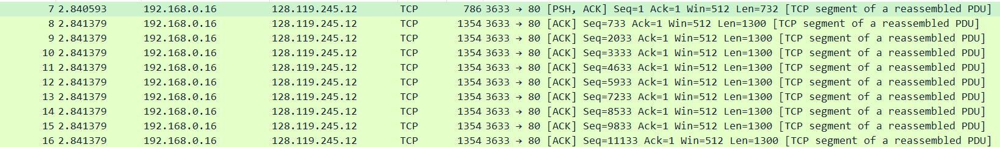 7 2.840593 192.168.0.16 128.119.245.12 TCP 786 3633 → 80 [PSH, ACK] Seq=1 Ack=1 Win=512 Len=732 [TCP segment of a reassembled PDU]
8 2.841379 192.168.0.16 128.119.245.12 TCP 1354 3633 → 80 [ACK] Seq=733 Ack=1 Win=512 Len=1300 [TCP segment of a reassembled PDU]
9 2.841379 192.168.0.16 128.119.245.12 TCP 1354 3633 → 80 [ACK] Seq=2033 Ack=1 Win=512 Len=1300 [TCP segment of a reassembled PDU]
10 2.841379 192.168.0.16 128.119.245.12 TCP 1354 3633 → 80 [ACK] Seq=3333 Ack=1 Win=512 Len=1300 [TCP segment of a reassembled PDU]
11 2.841379 192.168.0.16 128.119.245.12 TCP 1354 3633 → 80 [ACK] Seq=4633 Ack=1 Win=512 Len=1300 [TCP segment of a reassembled PDU]
12 2.841379 192.168.0.16 128.119.245.12 TCP 1354 3633 → 80 [ACK] Seq=5933 Ack=1 Win=512 Len=1300 [TCP segment of a reassembled PDU]
13 2.841379 192.168.0.16 128.119.245.12 TCP 1354 3633 → 80 [ACK] Seq=7233 Ack=1 Win=512 Len=1300 [TCP segment of a reassembled PDU]
14 2.841379 192.168.0.16 128.119.245.12 TCP 1354 3633 → 80 [ACK] Seq=8533 Ack=1 Win=512 Len=1300 [TCP segment of a reassembled PDU]
15 2.841379 192.168.0.16 128.119.245.12 TCP 1354 3633 → 80 [ACK] Seq=9833 Ack=1 Win=512 Len=1300 [TCP segment of a reassembled PDU]
16 2.841379 192.168.0.16 128.119.245.12 TCP 1354 3633 → 80 [ACK] Seq=11133 Ack=1 Win=512 Len=1300 [TCP segment of a reassembled PDU]